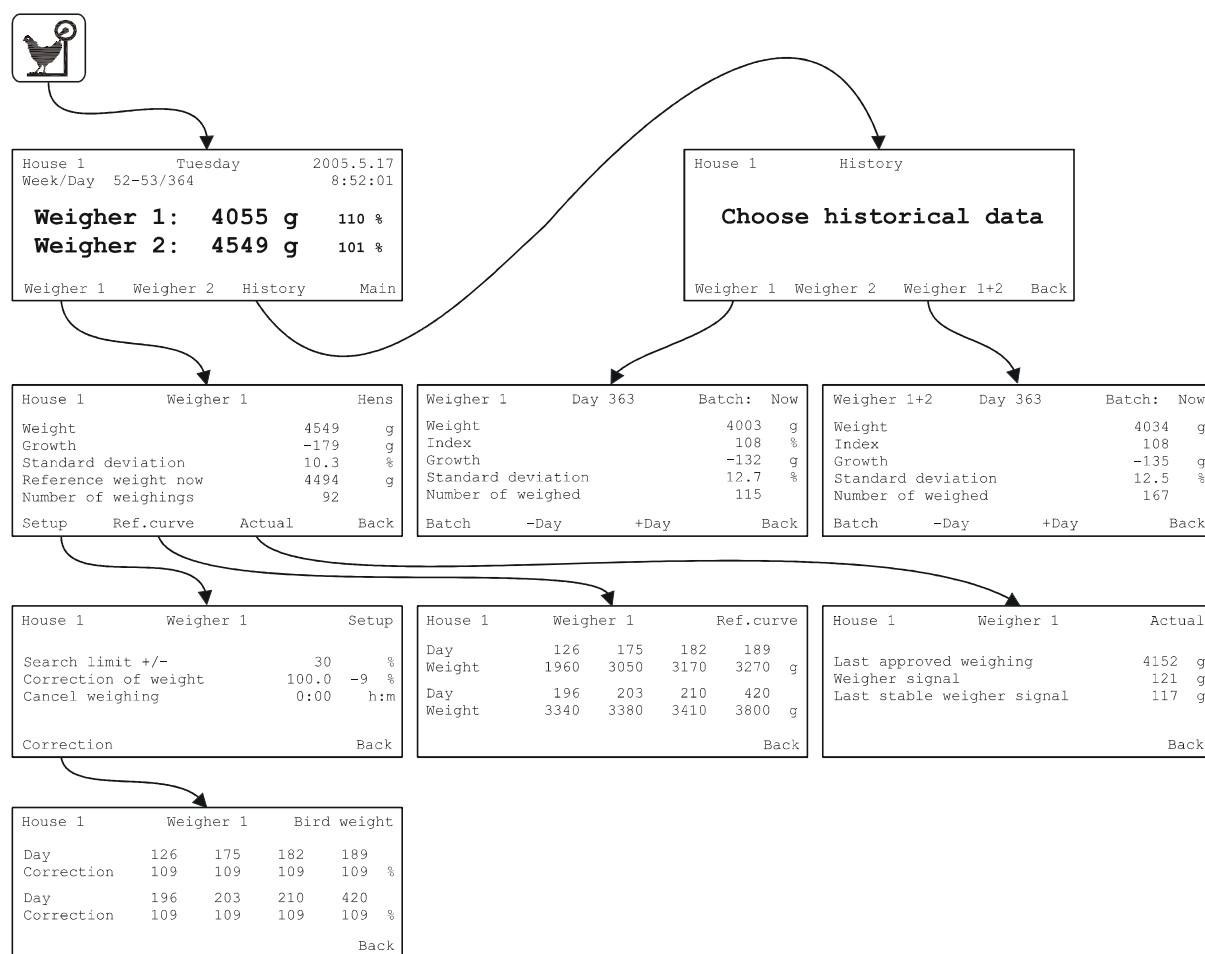 House 1 Tuesday 2005.5.17
Week/Day 52-53/364 8:52:01
Weigher 1: 4055 g 110 %
Weigher 2: 4549 g 101 %
Weigher 1 Weigher 2 History Main
House 1 History
Choose historical data
Weigher 1 Weigher 2 Weigher 1+2 Back
House 1 Weigher 1 Hens
Weight 4549 g
Growth -179 g
Standard deviation 10.3 %
Reference weight now 4494 g
Number of weighings 92
Setup Ref.curve Actual Back
Weigher 1 Day 363 Batch: Now
Weight 4003 g
Index 108 %
Growth -132 g
Standard deviation 12.7 %
Number of weighed 115
Batch -Day +Day Back
Weigher 1+2 Day 363 Batch: Now
Weight 4034 g
Index 108
Growth -135 g
Standard deviation 12.5 %
Number of weighed 167
Batch -Day +Day Back
House 1 Weigher 1 Setup
Search limit +/- 30 %
Correction of weight 100.0 -9 %
Cancel weighing 0:00 h:m
Correction Back
House 1 Weigher 1 Ref.curve
Day 126 175 182 189
Weight 1960 3050 3170 3270 g
Day 196 203 210 420
Weight 3340 3380 3410 3800 g
Back
House 1 Weigher 1 Actual
Last approved weighing 4152 g
Weigher signal 121 g
Last stable weigher signal 117 g
Back
House 1 Weigher 1 Bird weight
Day 126 175 182 189
Correction 109 109 109 109 %
Day 196 203 210 420
Correction 109 109 109 109 %
Back